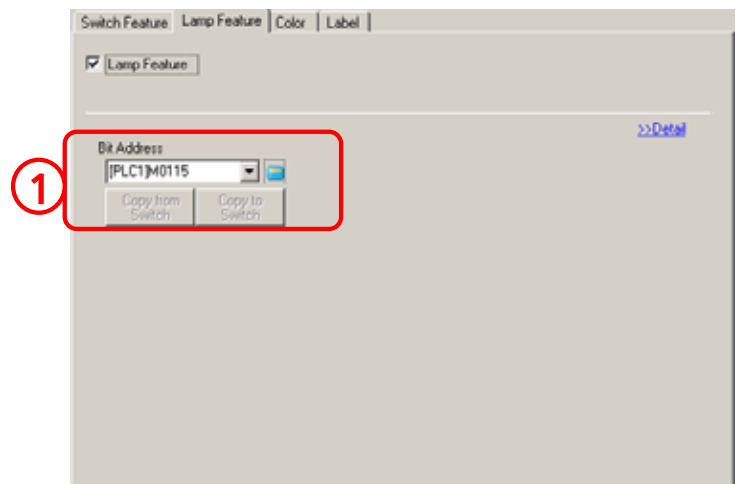 Switch Feature Lamp Feature Color Label
Lamp Feature
>>Detail
Bit Address
[PLC1]M0115
1
Copy from Copy to
Switch Switch